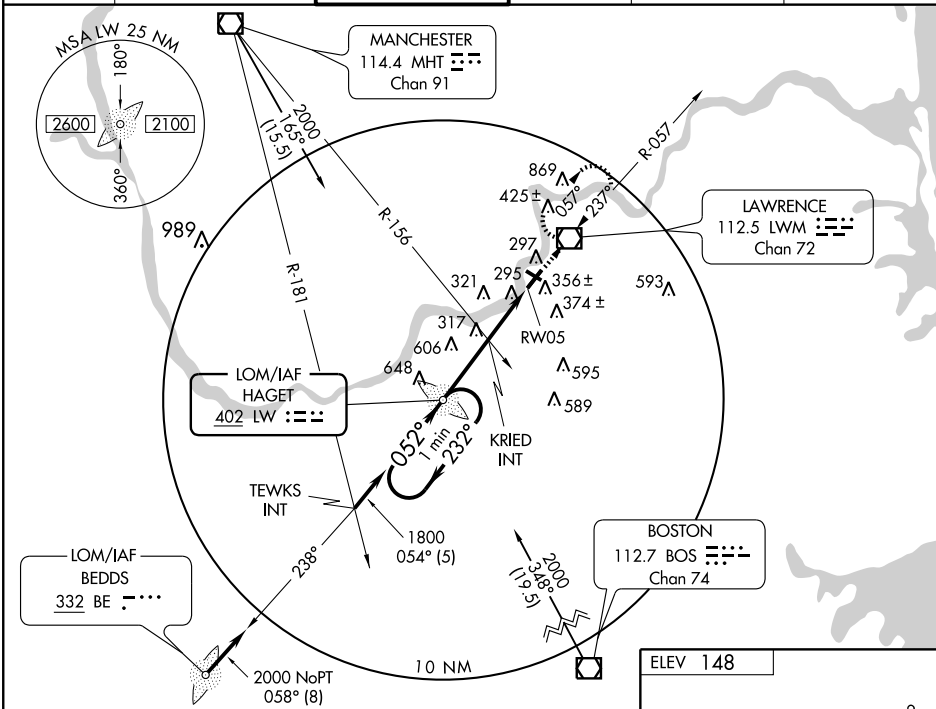 MSA LW 25 NM
180°
2600
2100
360°
MANCHESTER
114.4 MHT
Chan 91
2000
165°
(15.5)
R-156
R-181
R-057
869
425 ±
057°
237°
LAWRENCE
112.5 LWM
Chan 72
989
297
295
321
356 ±
374 ±
593
317
RW05
606
648
595
589
LOM/IAF
HAGET
402 LW
KRIED
INT
052°
1 min
232°
TEWKS
INT
1800
054° (5)
238°
LOM/IAF
BEDDS
332 BE
2000 NoPT
058° (8)
10 NM
2000
348°
(19.5)
BOSTON
112.7 BOS
Chan 74
ELEV 148